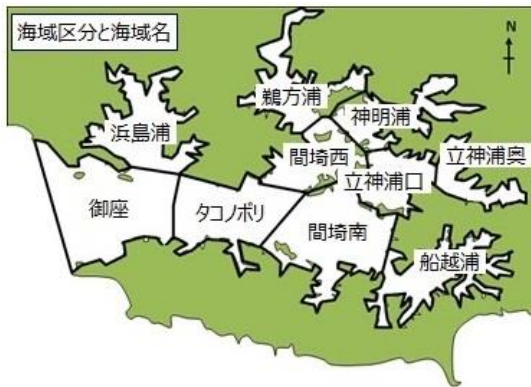 海域区分と海域名
N
鵜方浦
神明浦
浜島浦
間埼西
立神浦奥
立神浦口
御座
タコノボリ
間埼南
船越浦